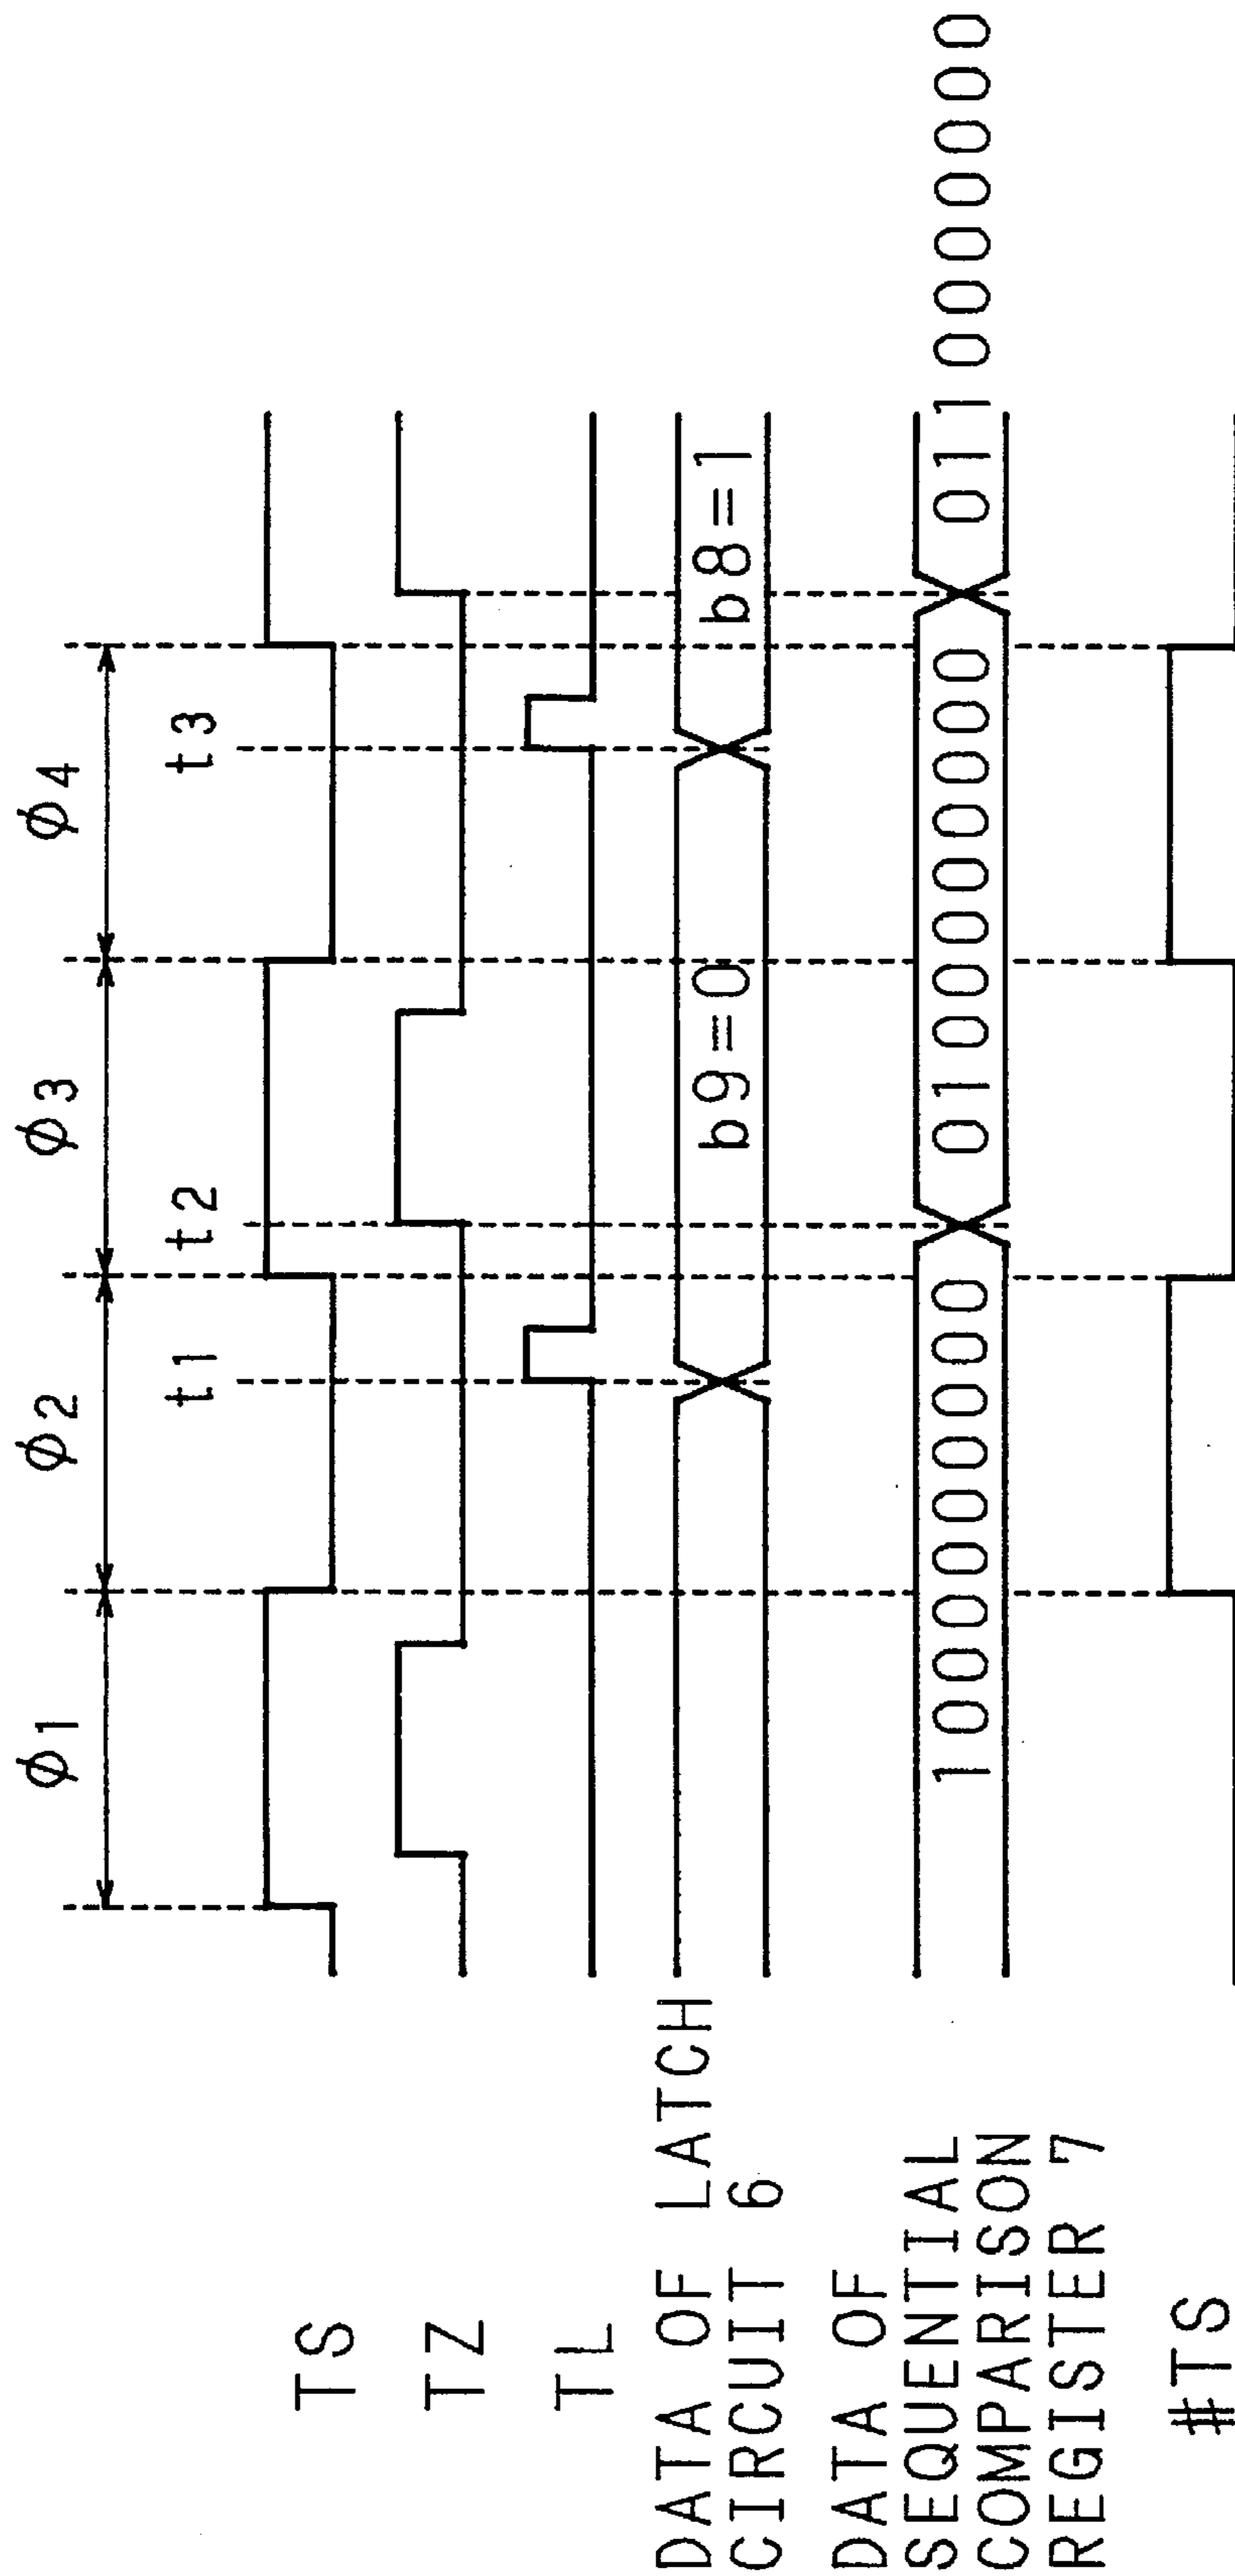 φ1 φ2 φ3 φ4
t1 t2 t3
TS
TZ
TL
DATA OF LATCH
CIRCUIT 6
b9=0 b8=1
DATA OF
SEQUENTIAL
COMPARISON
REGISTER 7
1000000000 0100000000 0110000000
#TS